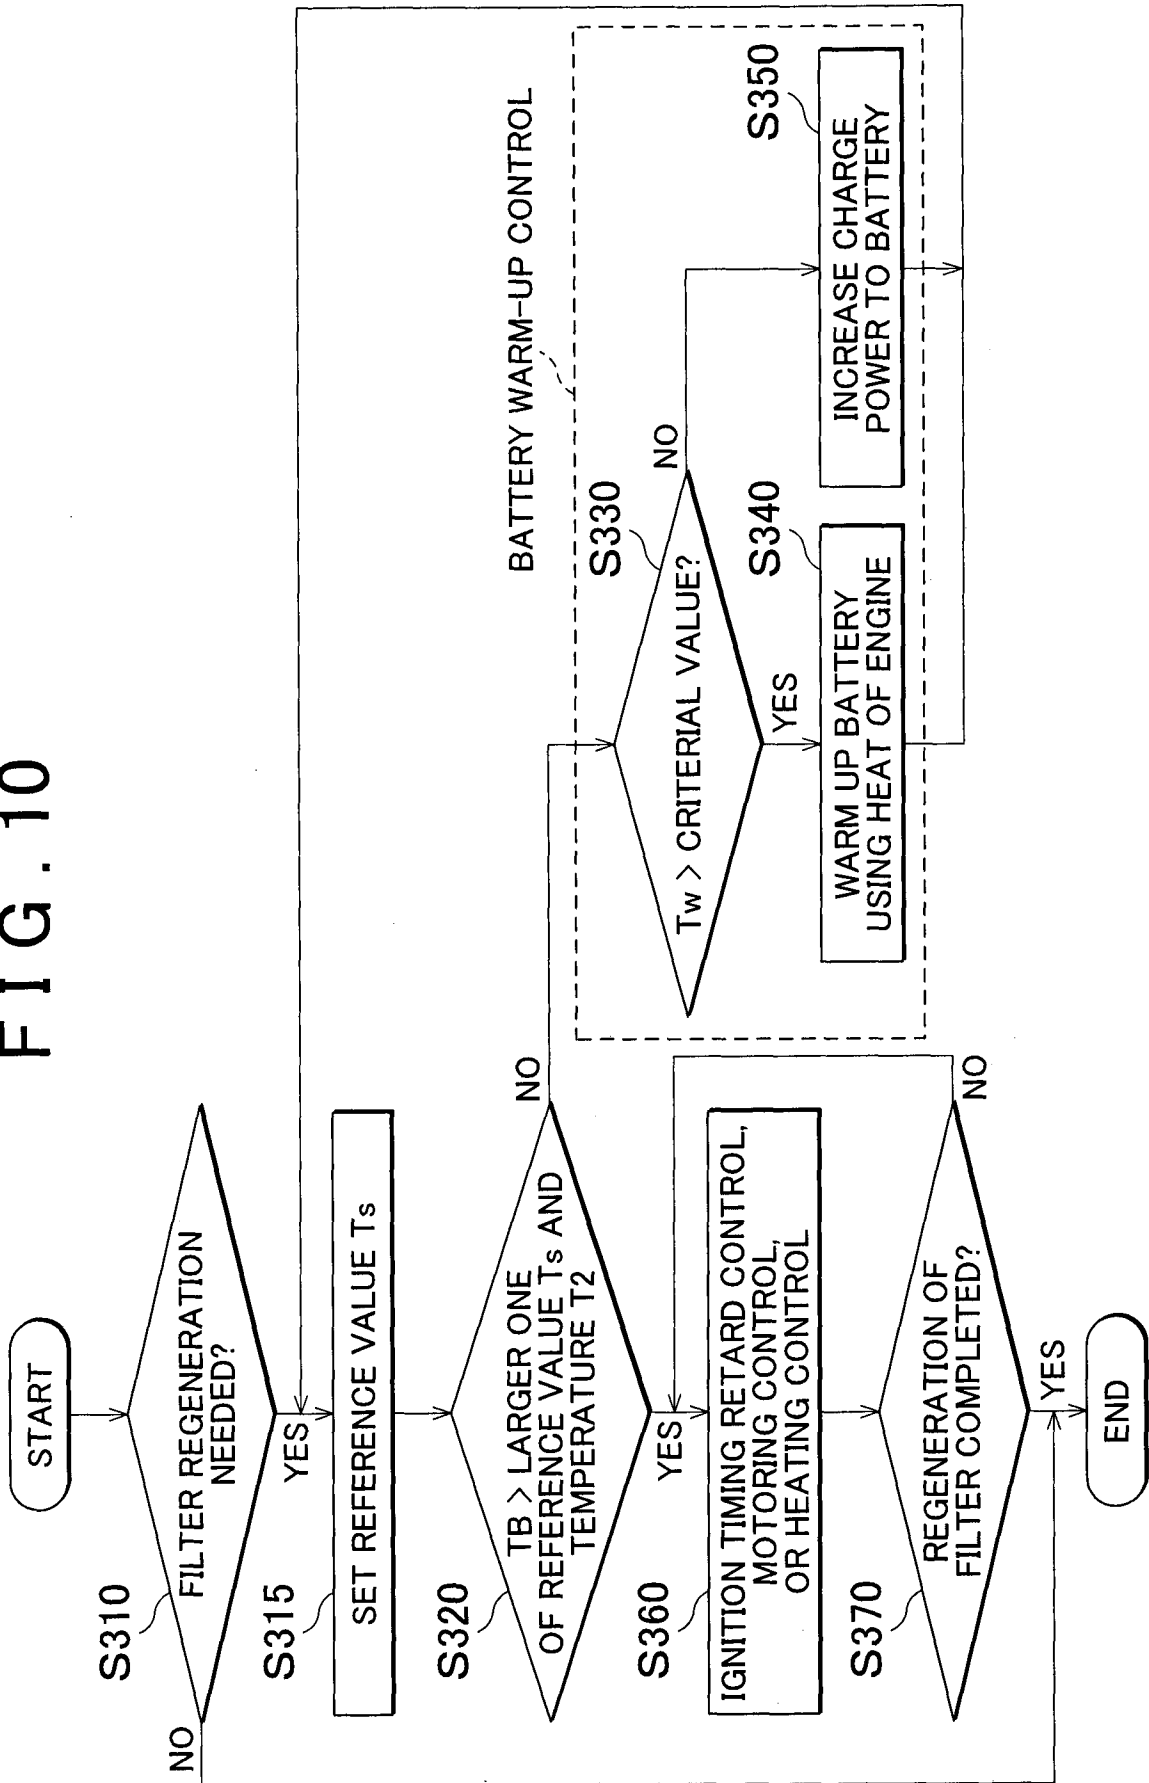 FIG. 10
START
S310
FILTER REGENERATION
NEEDED?
NO
YES
S315
SET REFERENCE VALUE Ts
S320
TB > LARGER ONE
OF REFERENCE VALUE Ts AND
TEMPERATURE T2
NO
YES
BATTERY WARM-UP CONTROL
S330
Tw > CRITERIAL VALUE?
NO
YES
S340
WARM UP BATTERY
USING HEAT OF ENGINE
S350
INCREASE CHARGE
POWER TO BATTERY
S360
IGNITION TIMING RETARD CONTROL,
MOTORING CONTROL,
OR HEATING CONTROL
S370
REGENERATION OF
FILTER COMPLETED?
NO
YES
END